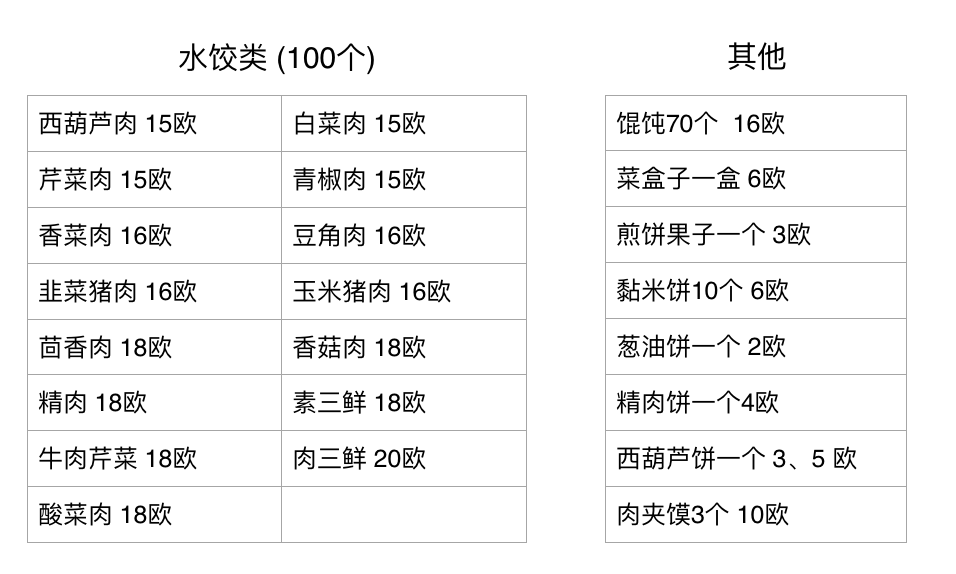 水饺类 (100个)
西葫芦肉 15欧 白菜肉 15欧
芹菜肉 15欧 青椒肉 15欧
香菜肉 16欧 豆角肉 16欧
韭菜猪肉 16欧 玉米猪肉 16欧
茴香肉 18欧 香菇肉 18欧
精肉 18欧 素三鲜 18欧
牛肉芹菜 18欧 肉三鲜 20欧
酸菜肉 18欧
其他
馄饨70个 16欧
菜盒子一盒 6欧
煎饼果子一个 3欧
黏米饼10个 6欧
葱油饼一个 2欧
精肉饼一个4欧
西葫芦饼一个 3、5 欧
肉夹馍3个 10欧